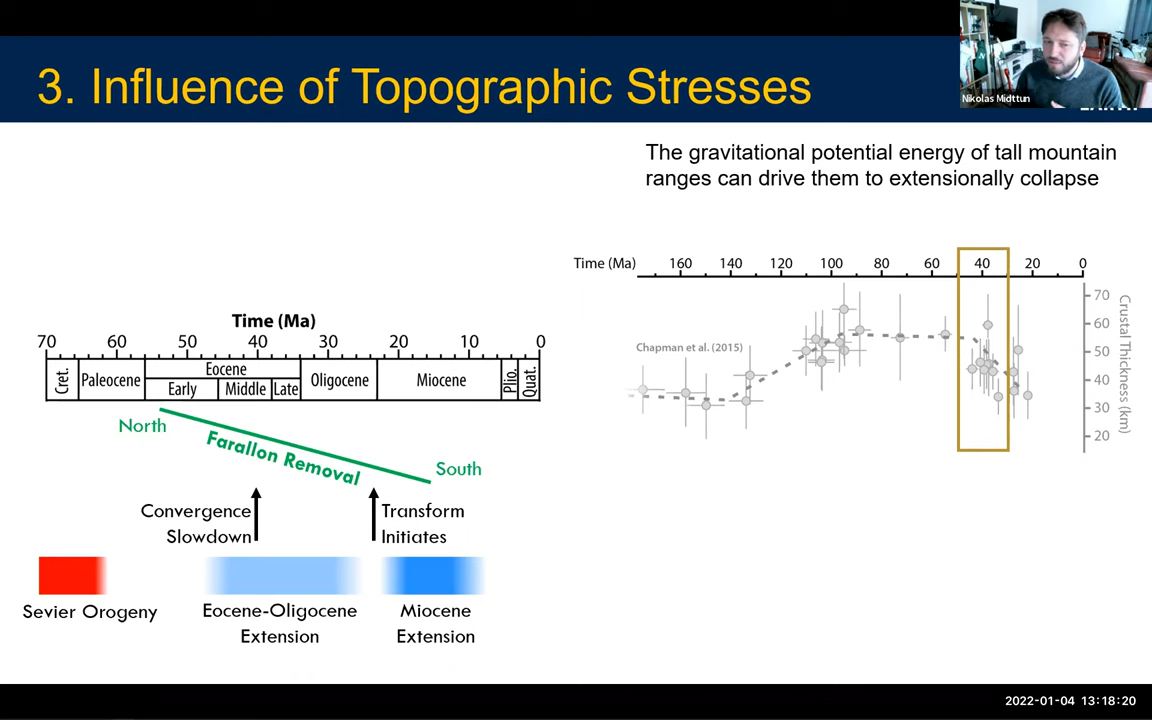 3. Influence of Topographic Stresses
Nikolas Midttun
The gravitational potential energy of tall mountain
ranges can drive them to extensionally collapse
Time (Ma) 160 140 120 100 80 60 40 20 0
70
60
50
40
30
20
Crustal Thickness (km)
Chapman et al. (2015)
Time (Ma)
70 60 50 40 30 20 10 0
Cret. Paleocene Eocene Oligocene Miocene Plio. Quat.
Early Middle Late
North
Farallon Removal
South
Convergence
Slowdown
Transform
Initiates
Sevier Orogeny
Eocene-Oligocene
Extension
Miocene
Extension
2022-01-04 13:18:20